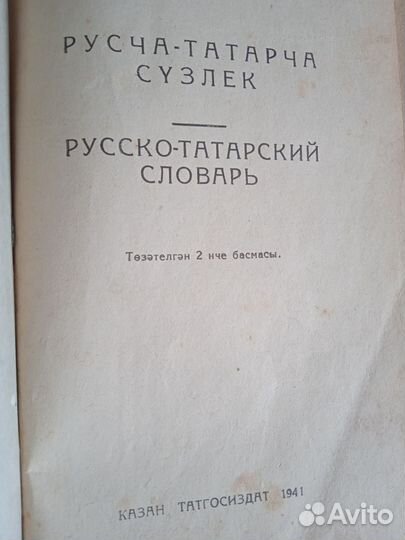 РУСЧА-ТАТАРЧА
СҮЗЛЕК
РУССКО-ТАТАРСКИЙ
СЛОВАРЬ
Төзәтелгән 2 нче басмасы.
КАЗАН ТАТГОСИЗДАТ 1941
Avito